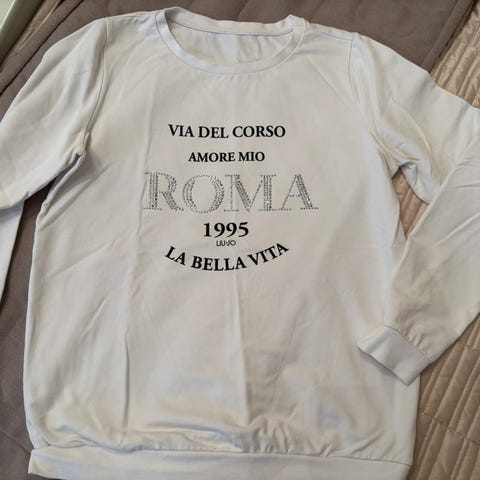 VIA DEL CORSO
AMORE MIO
ROMA
1995
LIU·JO
LA BELLA VITA